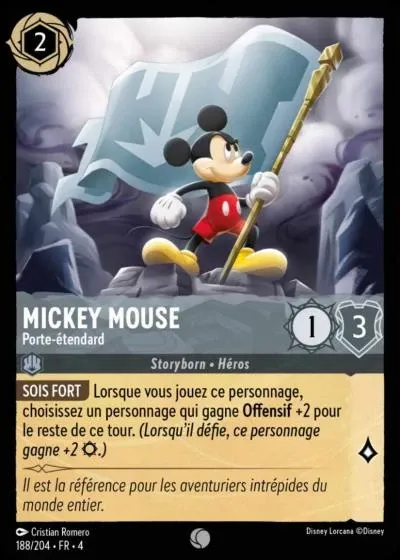 2
MICKEY MOUSE
Porte-étendard
1
3
Storyborn • Héros
SOIS FORT Lorsque vous jouez ce personnage,
choisissez un personnage qui gagne Offensif +2 pour
le reste de ce tour. (Lorsqu'il défie, ce personnage
gagne +2 .)
Il est la référence pour les aventuriers intrépides du
monde entier.
Cristian Romero
Disney Lorcana ©Disney
188/204 • FR • 4